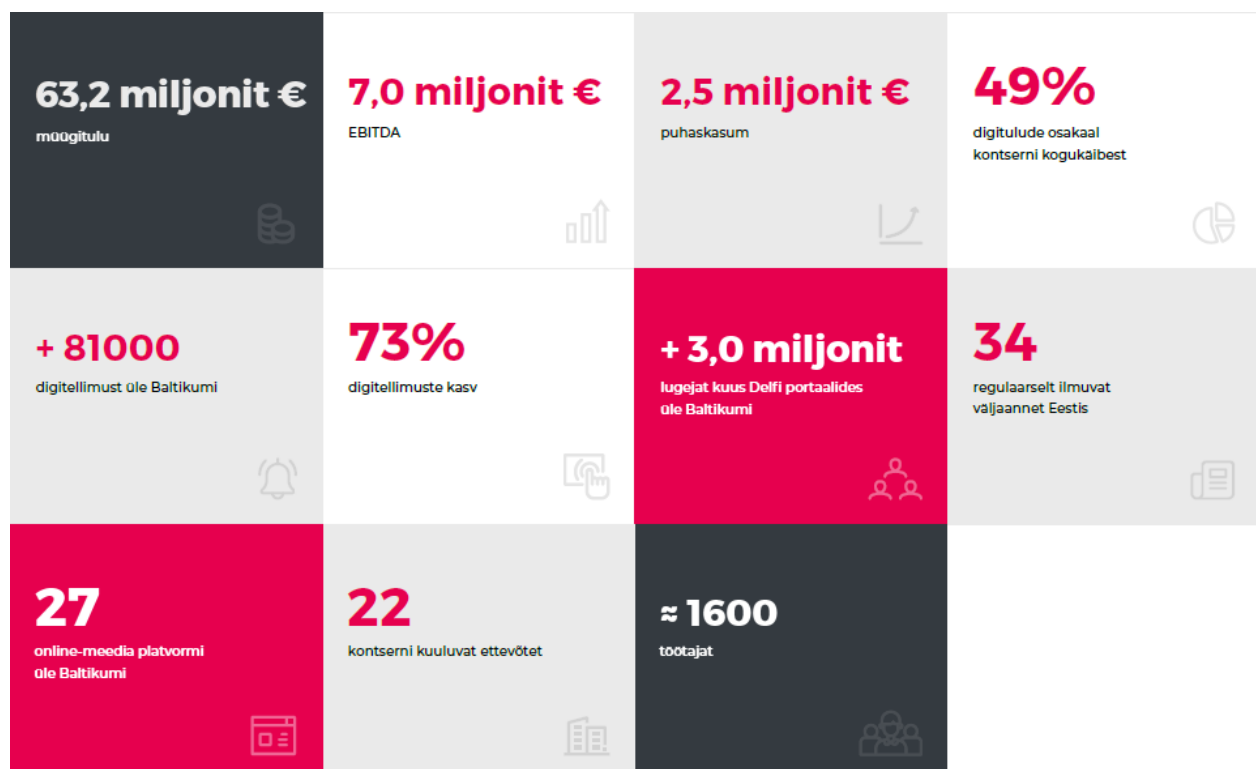 63,2 miljonit €
müügitulu
7,0 miljonit €
EBITDA
2,5 miljonit €
puhaskasum
49%
digitulude osakaal
kontserni kogukäibest
+ 81000
digitellimust üle Baltikumi
73%
digitellimuste kasv
+ 3,0 miljonit
lugejat kuus Delfi portaalides
üle Baltikumi
34
regulaarselt ilmuvat
väljaannet Eestis
27
online-meedia platvormi
üle Baltikumi
22
kontserni kuuluvat ettevõtet
≈ 1600
töötajat